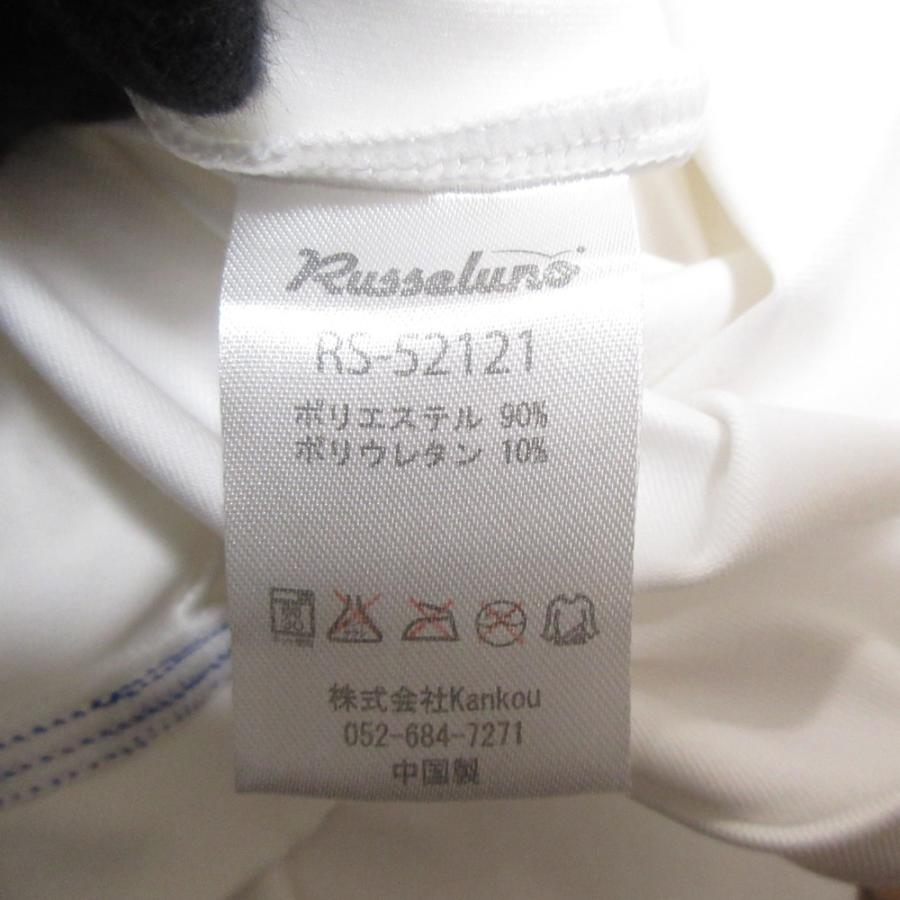 Russeluno
RS-52121
ポリエステル 90%
ポリウレタン 10%
株式会社Kankou
052-684-7271
中国製